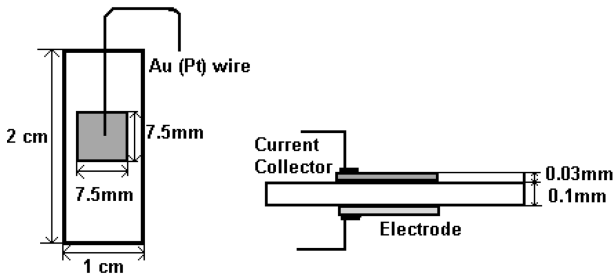 Au (Pt) wire
2 cm
7.5mm
7.5mm
1 cm
Current
Collector
0.03mm
0.1mm
Electrode